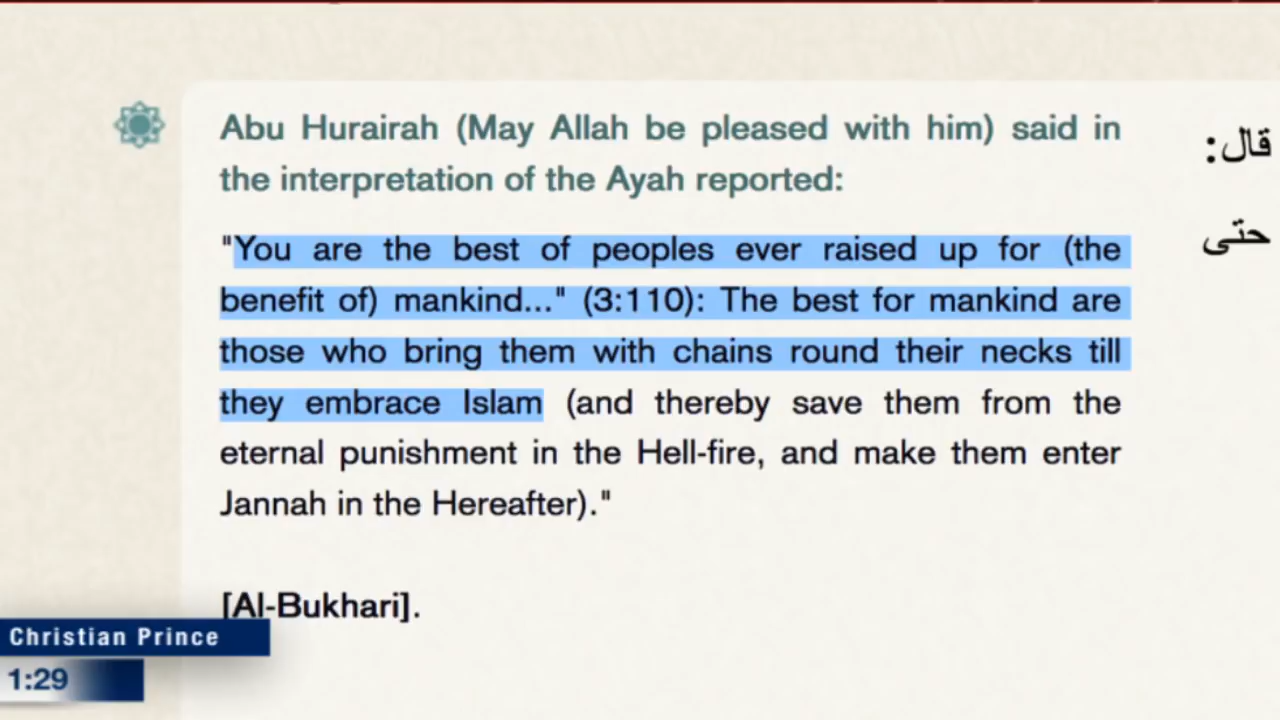 Abu Hurairah (May Allah be pleased with him) said in
the interpretation of the Ayah reported:
قال:
"You are the best of peoples ever raised up for (the
حتى
benefit of) mankind..." (3:110): The best for mankind are
those who bring them with chains round their necks till
they embrace Islam (and thereby save them from the
eternal punishment in the Hell-fire, and make them enter
Jannah in the Hereafter)."
[Al-Bukhari].
Christian Prince
1:29